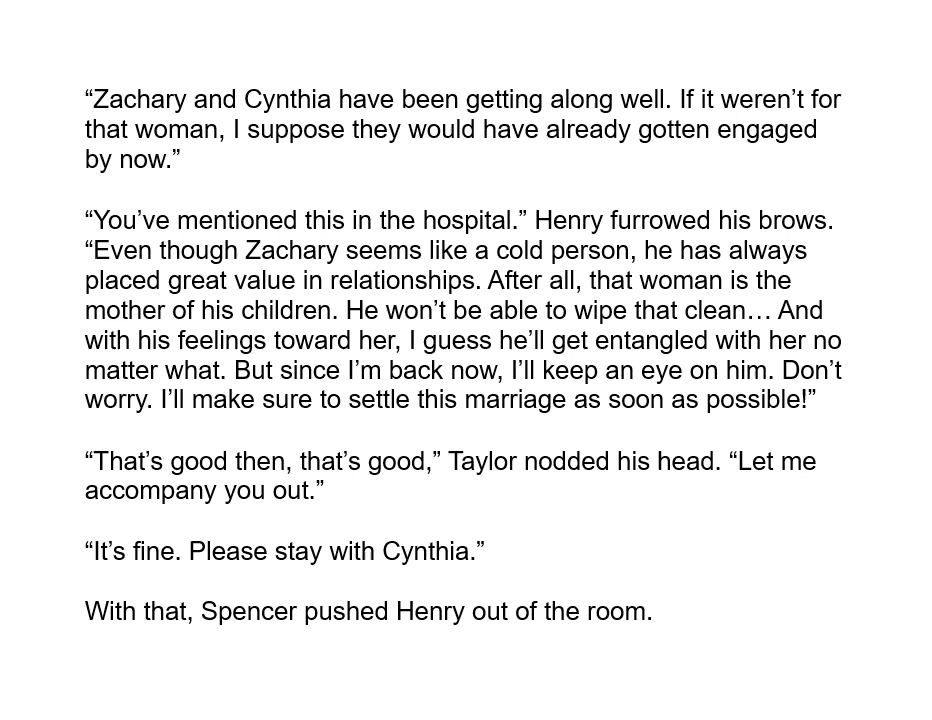 “Zachary and Cynthia have been getting along well. If it weren’t for
that woman, I suppose they would have already gotten engaged
by now.”
“You’ve mentioned this in the hospital.” Henry furrowed his brows.
“Even though Zachary seems like a cold person, he has always
placed great value in relationships. After all, that woman is the
mother of his children. He won’t be able to wipe that clean… And
with his feelings toward her, I guess he’ll get entangled with her no
matter what. But since I’m back now, I’ll keep an eye on him. Don’t
worry. I’ll make sure to settle this marriage as soon as possible!”
“That’s good then, that’s good,” Taylor nodded his head. “Let me
accompany you out.”
“It’s fine. Please stay with Cynthia.”
With that, Spencer pushed Henry out of the room.